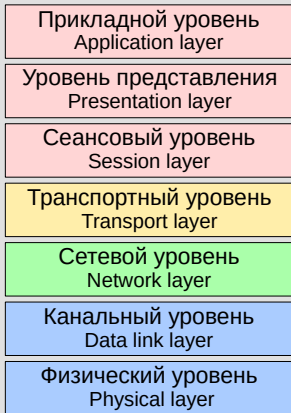 Прикладной уровень
Application layer
Уровень представления
Presentation layer
Сеансовый уровень
Session layer
Транспортный уровень
Transport layer
Сетевой уровень
Network layer
Канальный уровень
Data link layer
Физический уровень
Physical layer